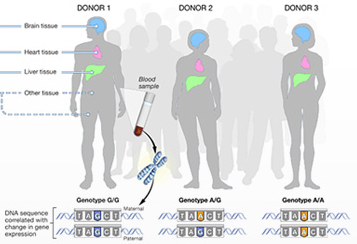 DONOR 1
DONOR 2
DONOR 3
Brain tissue
Heart tissue
Liver tissue
Other tissue
Blood
sample
Maternal
Genotype G/G
Genotype A/G
Genotype A/A
DNA sequence
correlated with
change in gene
expression
T A G C T
T A A C T
T A A C T
T A G C T
T A G C T
T A A C T
Paternal